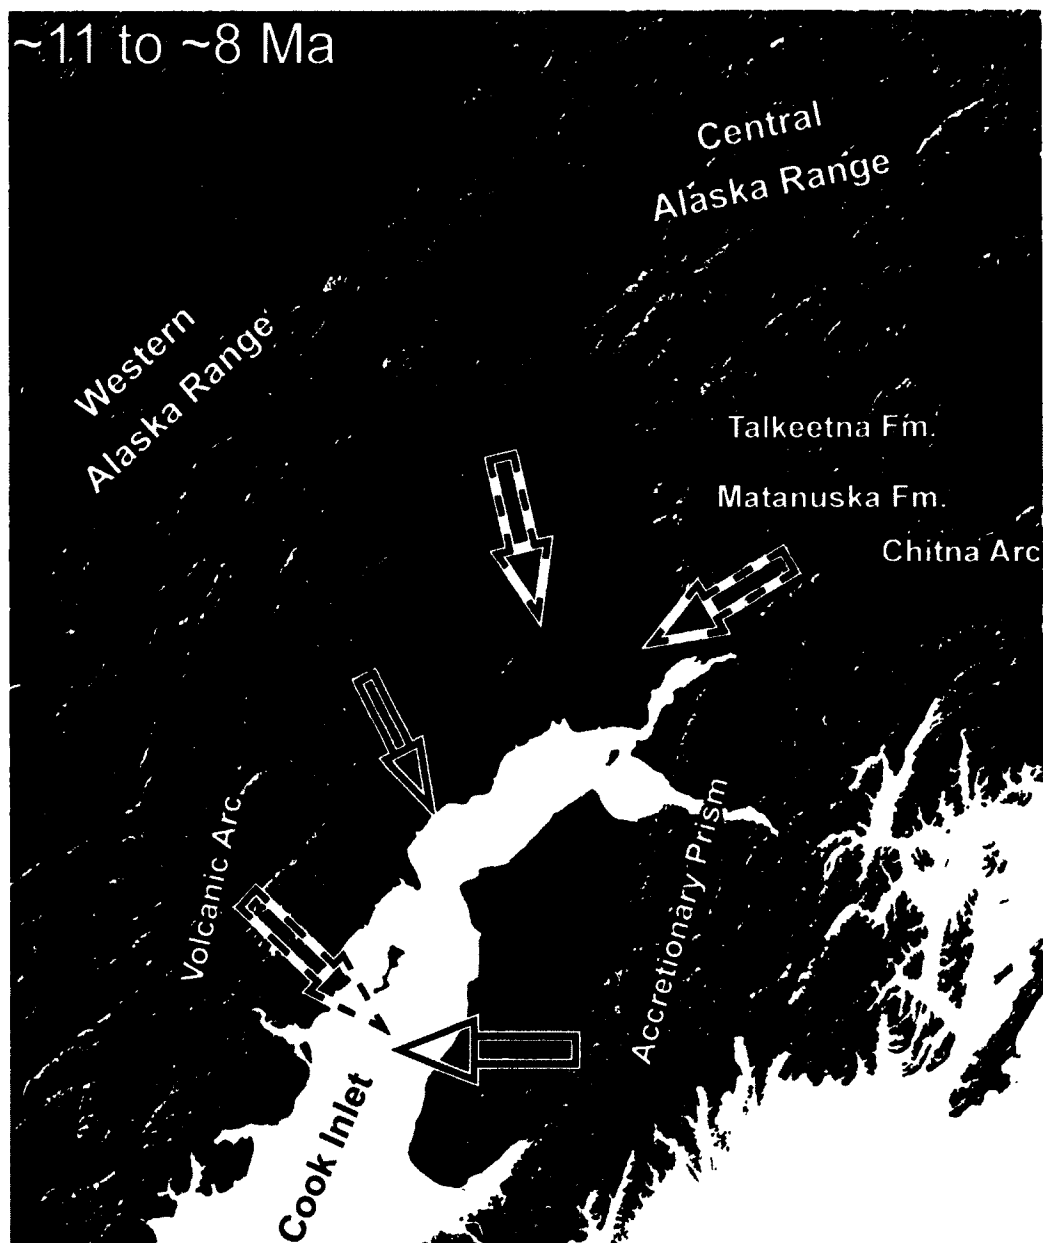 ~11 to ~8 Ma
Central
Alaska Range
Western
Alaska Range
Talkeetna Fm.
Matanuska Fm.
Chitna Arc
Volcanic Arc
Accretionary Prism
Cook Inlet